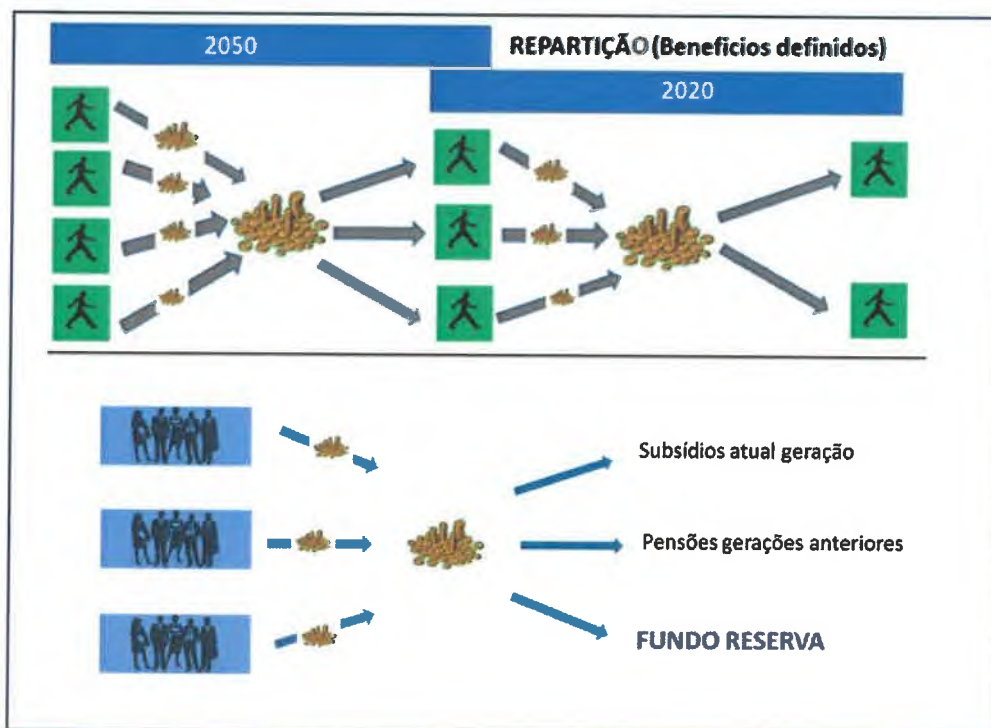 2050
REPARTIÇÃO (Benefícios definidos)
2020
Subsídios atual geração
Pensões gerações anteriores
FUNDO RESERVA